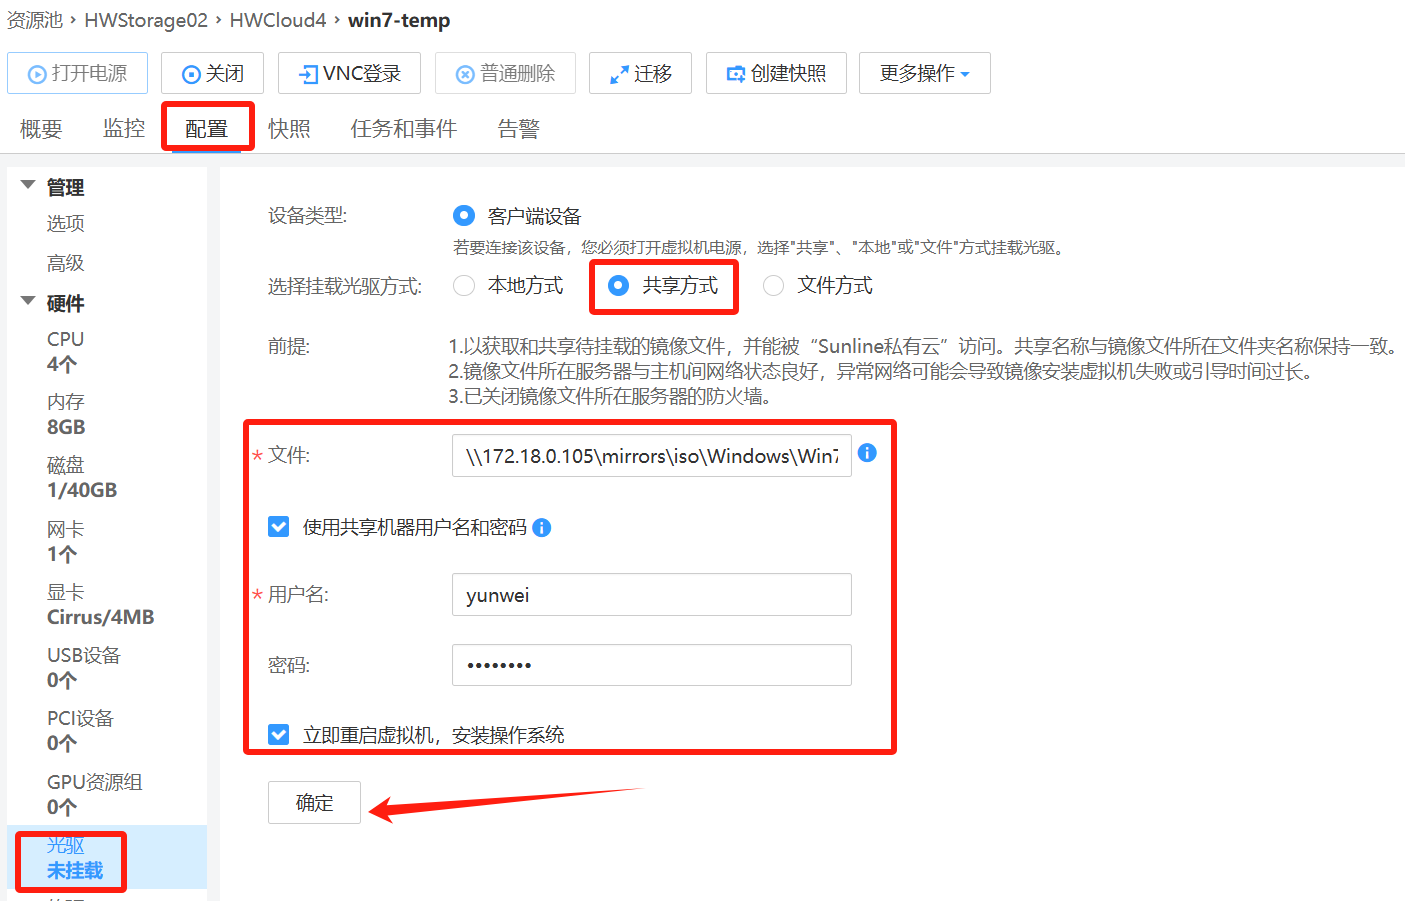 资源池 › HWStorage02 › HWCloud4 › win7-temp
打开电源 关闭 VNC登录 普通删除 迁移 创建快照 更多操作
概要 监控 配置 快照 任务和事件 告警
管理
选项
高级
硬件
CPU
4个
内存
8GB
磁盘
1/40GB
网卡
1个
显卡
Cirrus/4MB
USB设备
0个
PCI设备
0个
GPU资源组
0个
光驱
未挂载
设备类型: 客户端设备
若要连接该设备，您必须打开虚拟机电源，选择"共享"、"本地"或"文件"方式挂载光驱。
选择挂载光驱方式: 本地方式 共享方式 文件方式
前提: 1.以获取和共享待挂载的镜像文件，并能被“Sunline私有云”访问。共享名称与镜像文件所在文件夹名称保持一致。
2.镜像文件所在服务器与主机间网络状态良好，异常网络可能会导致镜像安装虚拟机失败或引导时间过长。
3.已关闭镜像文件所在服务器的防火墙。
* 文件: \\172.18.0.105\mirrors\iso\Windows\Win7
使用共享机器用户名和密码
* 用户名: yunwei
密码: ••••••••
立即重启虚拟机，安装操作系统
确定